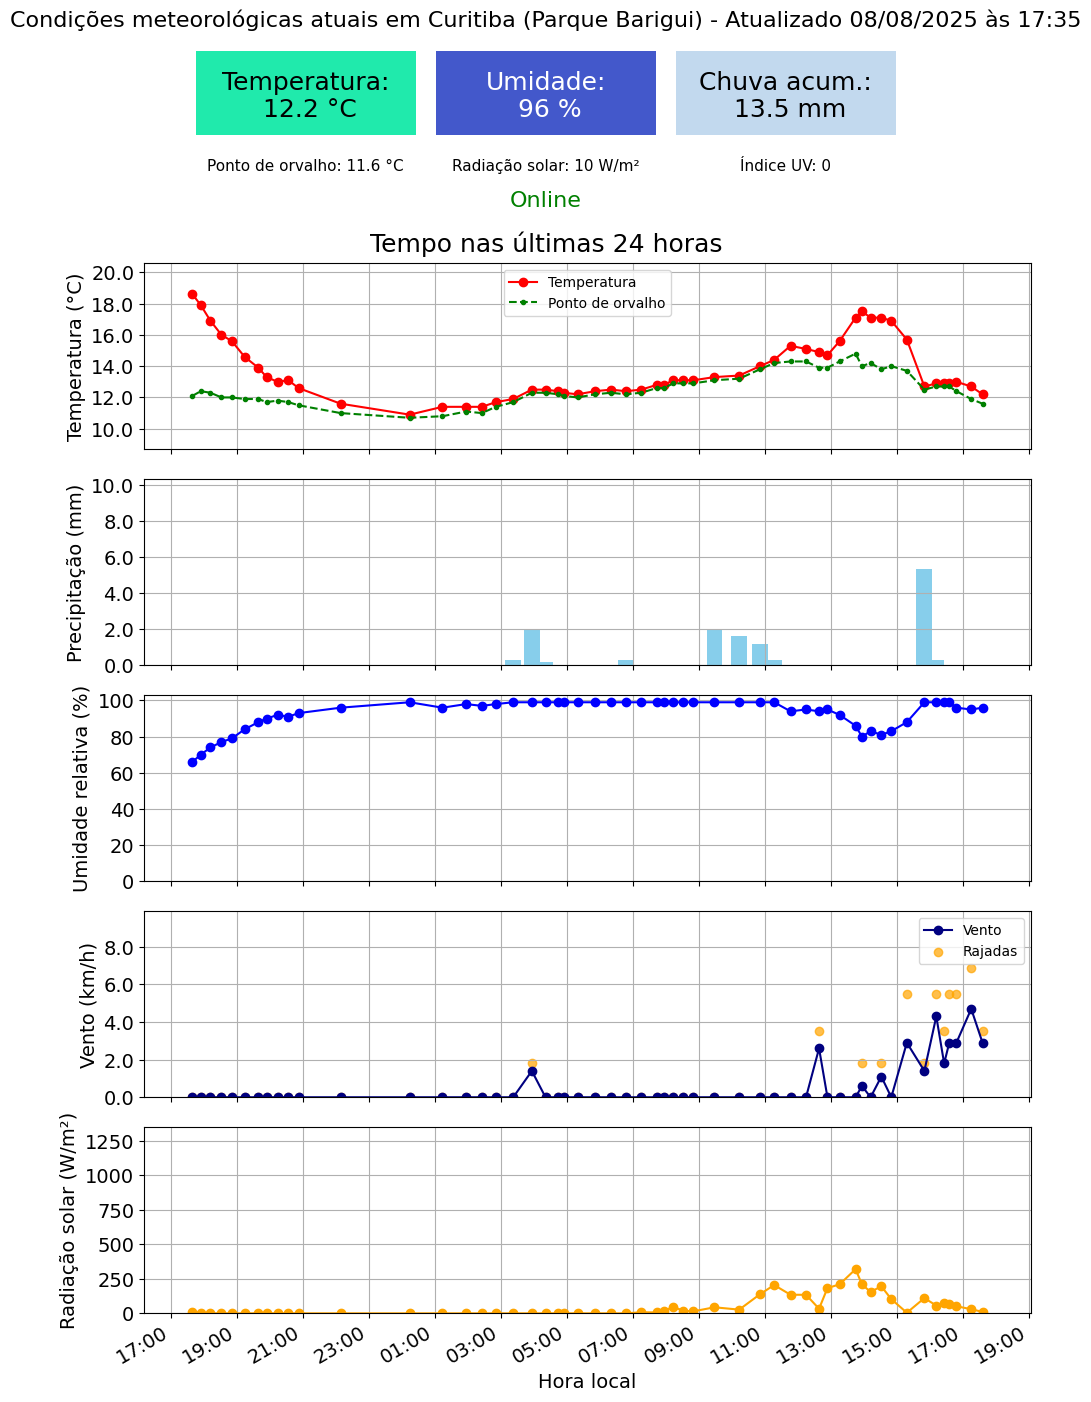 Condições meteorológicas atuais em Curitiba (Parque Barigui) - Atualizado 08/08/2025 às 17:35
Temperatura:
12.2 °C
Umidade:
96 %
Chuva acum.:
13.5 mm
Ponto de orvalho: 11.6 °C
Radiação solar: 10 W/m²
Índice UV: 0
Online
Tempo nas últimas 24 horas
Temperatura (°C)
20.0
18.0
16.0
14.0
12.0
10.0
Temperatura
Ponto de orvalho
Precipitação (mm)
10.0
8.0
6.0
4.0
2.0
0.0
Umidade relativa (%)
100
80
60
40
20
0
Vento (km/h)
8.0
6.0
4.0
2.0
0.0
Vento
Rajadas
Radiação solar (W/m²)
1250
1000
750
500
250
0
17:00
19:00
21:00
23:00
01:00
03:00
05:00
07:00
09:00
11:00
13:00
15:00
17:00
19:00
Hora local